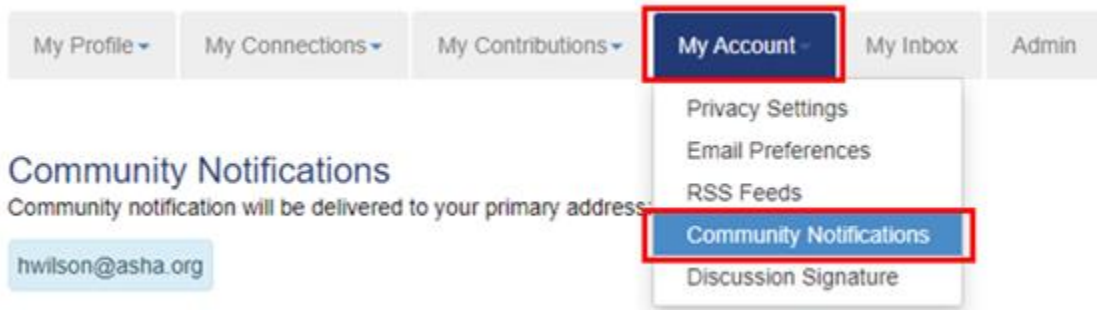 My Profile My Connections My Contributions My Account My Inbox Admin
Privacy Settings
Email Preferences
RSS Feeds
Community Notifications
Discussion Signature
Community Notifications
Community notification will be delivered to your primary address:
hwilson@asha.org